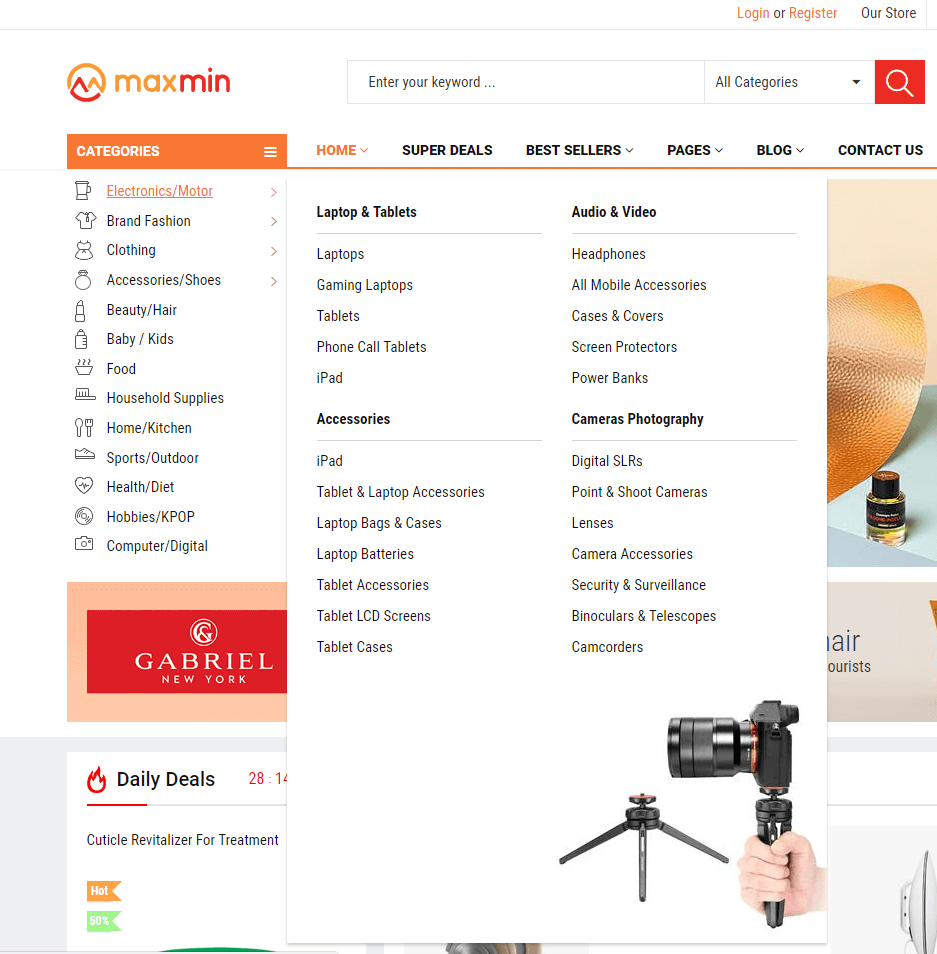 Login or Register Our Store
maxmin
Enter your keyword ...
All Categories
CATEGORIES
HOME
SUPER DEALS
BEST SELLERS
PAGES
BLOG
CONTACT US
Electronics/Motor
Brand Fashion
Clothing
Accessories/Shoes
Beauty/Hair
Baby / Kids
Food
Household Supplies
Home/Kitchen
Sports/Outdoor
Health/Diet
Hobbies/KPOP
Computer/Digital
Laptop & Tablets
Laptops
Gaming Laptops
Tablets
Phone Call Tablets
iPad
Audio & Video
Headphones
All Mobile Accessories
Cases & Covers
Screen Protectors
Power Banks
Accessories
iPad
Tablet & Laptop Accessories
Laptop Bags & Cases
Laptop Batteries
Tablet Accessories
Tablet LCD Screens
Tablet Cases
Cameras Photography
Digital SLRs
Point & Shoot Cameras
Lenses
Camera Accessories
Security & Surveillance
Binoculars & Telescopes
Camcorders
GABRIEL
NEW YORK
hair
ourists
Daily Deals
28 : 14
Cuticle Revitalizer For Treatment
Hot
50%